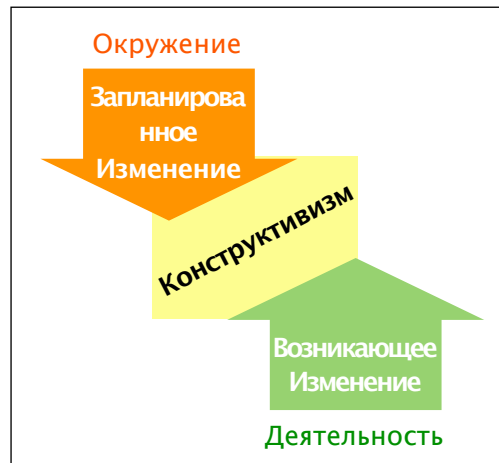 Окружение
Запланирова
нное
Изменение
Конструктивизм
Возникающее
Изменение
Деятельность